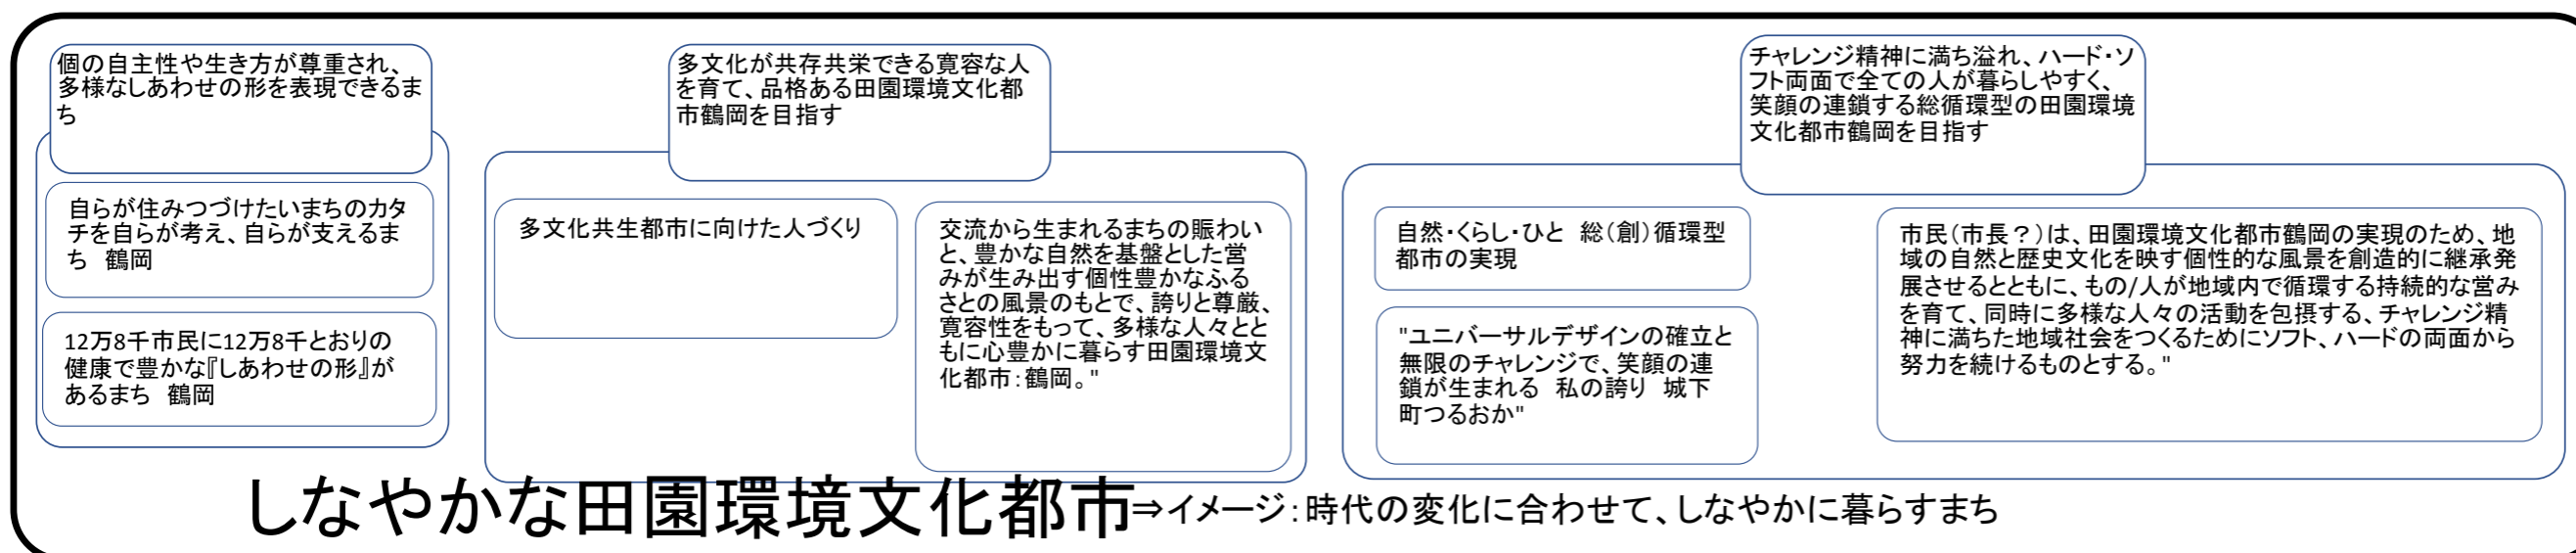 個の自主性や生き方が尊重され、
多様なしあわせの形を表現できるま
ち
自らが住みつづけたいまちのカタ
チを自らが考え、自らが支えるま
ち　鶴岡
12万8千市民に12万8千とおりの
健康で豊かな『しあわせの形』が
あるまち　鶴岡
多文化が共存共栄できる寛容な人
を育て、品格ある田園環境文化都
市鶴岡を目指す
多文化共生都市に向けた人づくり
交流から生まれるまちの賑わい
と、豊かな自然を基盤とした営
みが生み出す個性豊かなふる
さとの風景のもとで、誇りと尊厳、
寛容性をもって、多様な人々とと
もに心豊かに暮らす田園環境文
化都市：鶴岡。"
チャレンジ精神に満ち溢れ、ハード・ソ
フト両面で全ての人が暮らしやすく、
笑顔の連鎖する総循環型の田園環境
文化都市鶴岡を目指す
自然・くらし・ひと　総（創）循環型
都市の実現
"ユニバーサルデザインの確立と
無限のチャレンジで、笑顔の連
鎖が生まれる　私の誇り　城下
町つるおか"
市民（市長？）は、田園環境文化都市鶴岡の実現のため、地
域の自然と歴史文化を映す個性的な風景を創造的に継承発
展させるとともに、もの/人が地域内で循環する持続的な営み
を育て、同時に多様な人々の活動を包摂する、チャレンジ精
神に満ちた地域社会をつくるためにソフト、ハードの両面から
努力を続けるものとする。"
しなやかな田園環境文化都市⇒イメージ：時代の変化に合わせて、しなやかに暮らすまち